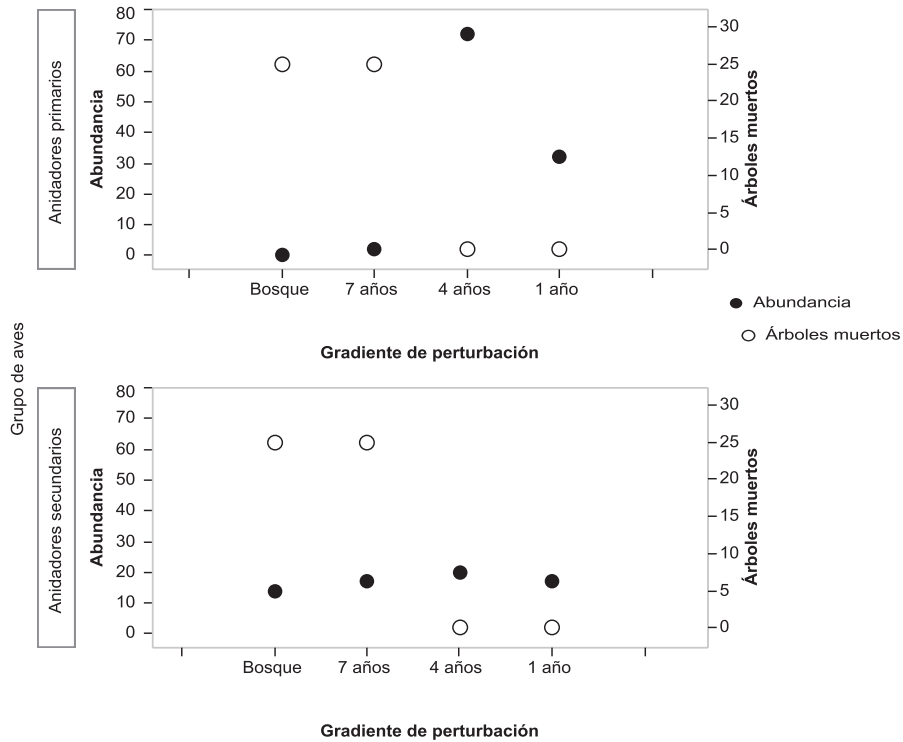 Grupo de aves
Anidadores primarios
Abundancia
80
70
60
50
40
30
20
10
0
30
25
20
15
10
5
0
Árboles muertos
Bosque 7 años 4 años 1 año
Gradiente de perturbación
Abundancia
Árboles muertos
Anidadores secundarios
Abundancia
80
70
60
50
40
30
20
10
0
30
25
20
15
10
5
0
Árboles muertos
Bosque 7 años 4 años 1 año
Gradiente de perturbación